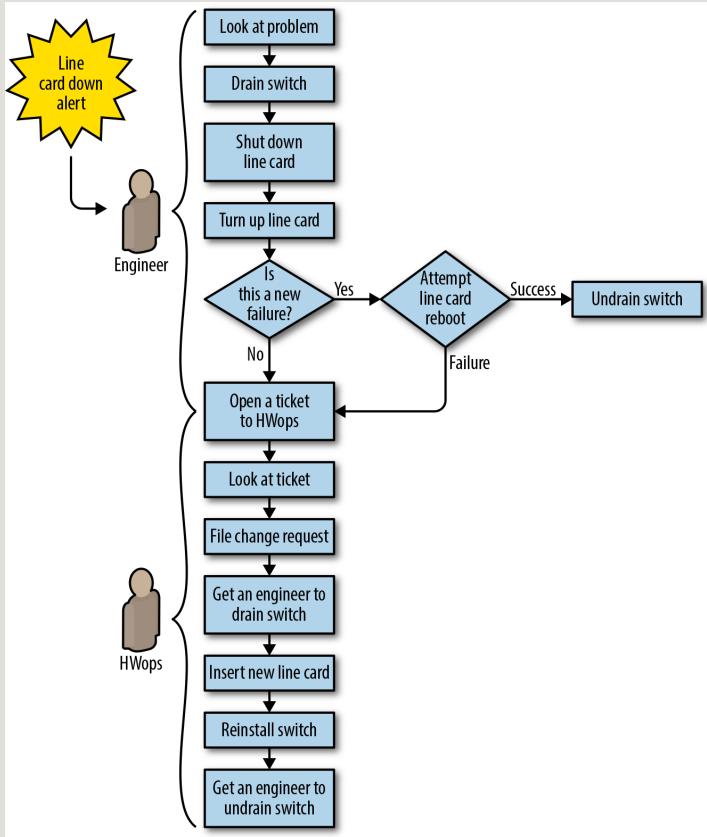 Line
card down
alert
Engineer
Look at problem
Drain switch
Shut down
line card
Turn up line card
Is
this a new
failure?
Yes
Attempt
line card
reboot
Success
Undrain switch
No
Failure
Open a ticket
to HWops
Look at ticket
File change request
Get an engineer to
drain switch
HWops
Insert new line card
Reinstall switch
Get an engineer to
undrain switch